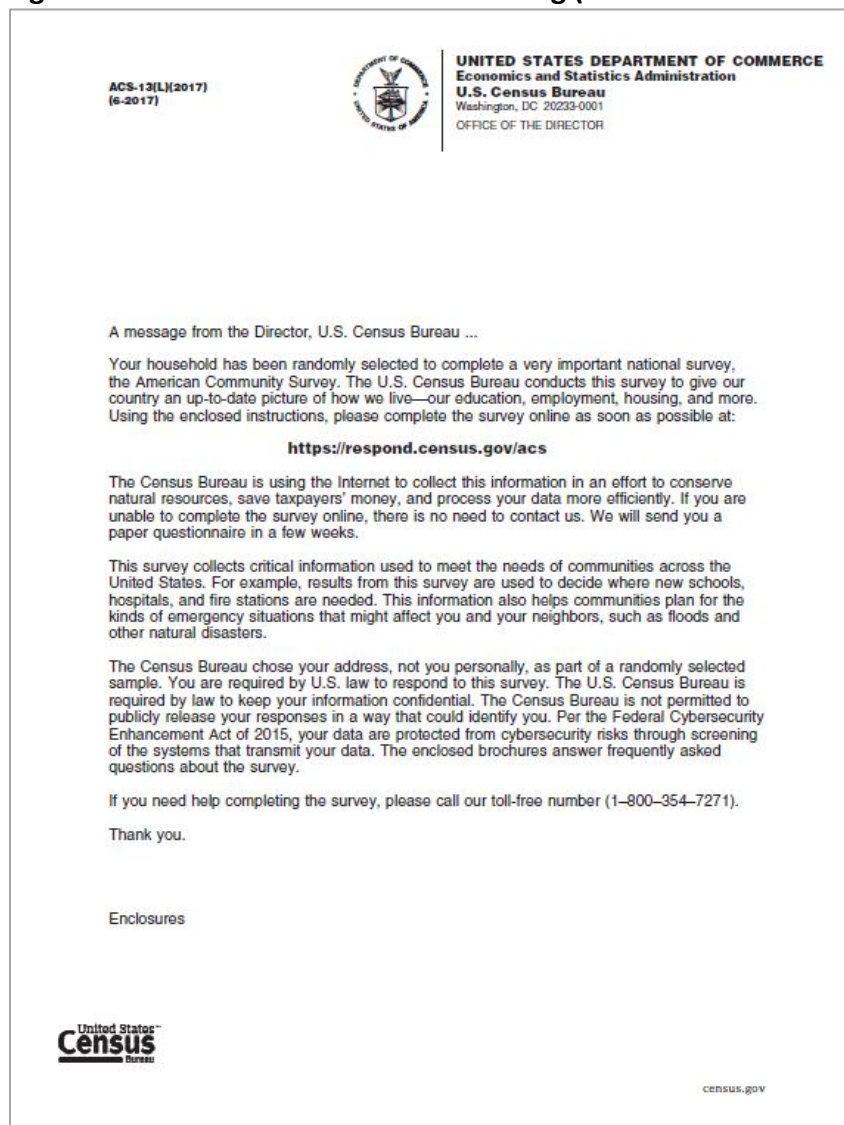 ACS-13(L)(2017)
(6-2017)
DEPARTMENT OF COMMERCE
UNITED STATES OF AMERICA
UNITED STATES DEPARTMENT OF COMMERCE
Economics and Statistics Administration
U.S. Census Bureau
Washington, DC 20233-0001
OFFICE OF THE DIRECTOR
A message from the Director, U.S. Census Bureau ...
Your household has been randomly selected to complete a very important national survey,
the American Community Survey. The U.S. Census Bureau conducts this survey to give our
country an up-to-date picture of how we live—our education, employment, housing, and more.
Using the enclosed instructions, please complete the survey online as soon as possible at:
https://respond.census.gov/acs
The Census Bureau is using the Internet to collect this information in an effort to conserve
natural resources, save taxpayers' money, and process your data more efficiently. If you are
unable to complete the survey online, there is no need to contact us. We will send you a
paper questionnaire in a few weeks.
This survey collects critical information used to meet the needs of communities across the
United States. For example, results from this survey are used to decide where new schools,
hospitals, and fire stations are needed. This information also helps communities plan for the
kinds of emergency situations that might affect you and your neighbors, such as floods and
other natural disasters.
The Census Bureau chose your address, not you personally, as part of a randomly selected
sample. You are required by U.S. law to respond to this survey. The U.S. Census Bureau is
required by law to keep your information confidential. The Census Bureau is not permitted to
publicly release your responses in a way that could identify you. Per the Federal Cybersecurity
Enhancement Act of 2015, your data are protected from cybersecurity risks through screening
of the systems that transmit your data. The enclosed brochures answer frequently asked
questions about the survey.
If you need help completing the survey, please call our toll-free number (1–800–354–7271).
Thank you.
Enclosures
United States™
Census
Bureau
census.gov